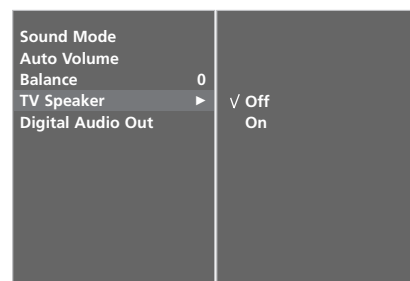 Sound Mode
Auto Volume
Balance 0
TV Speaker ►
Digital Audio Out
√ Off
On